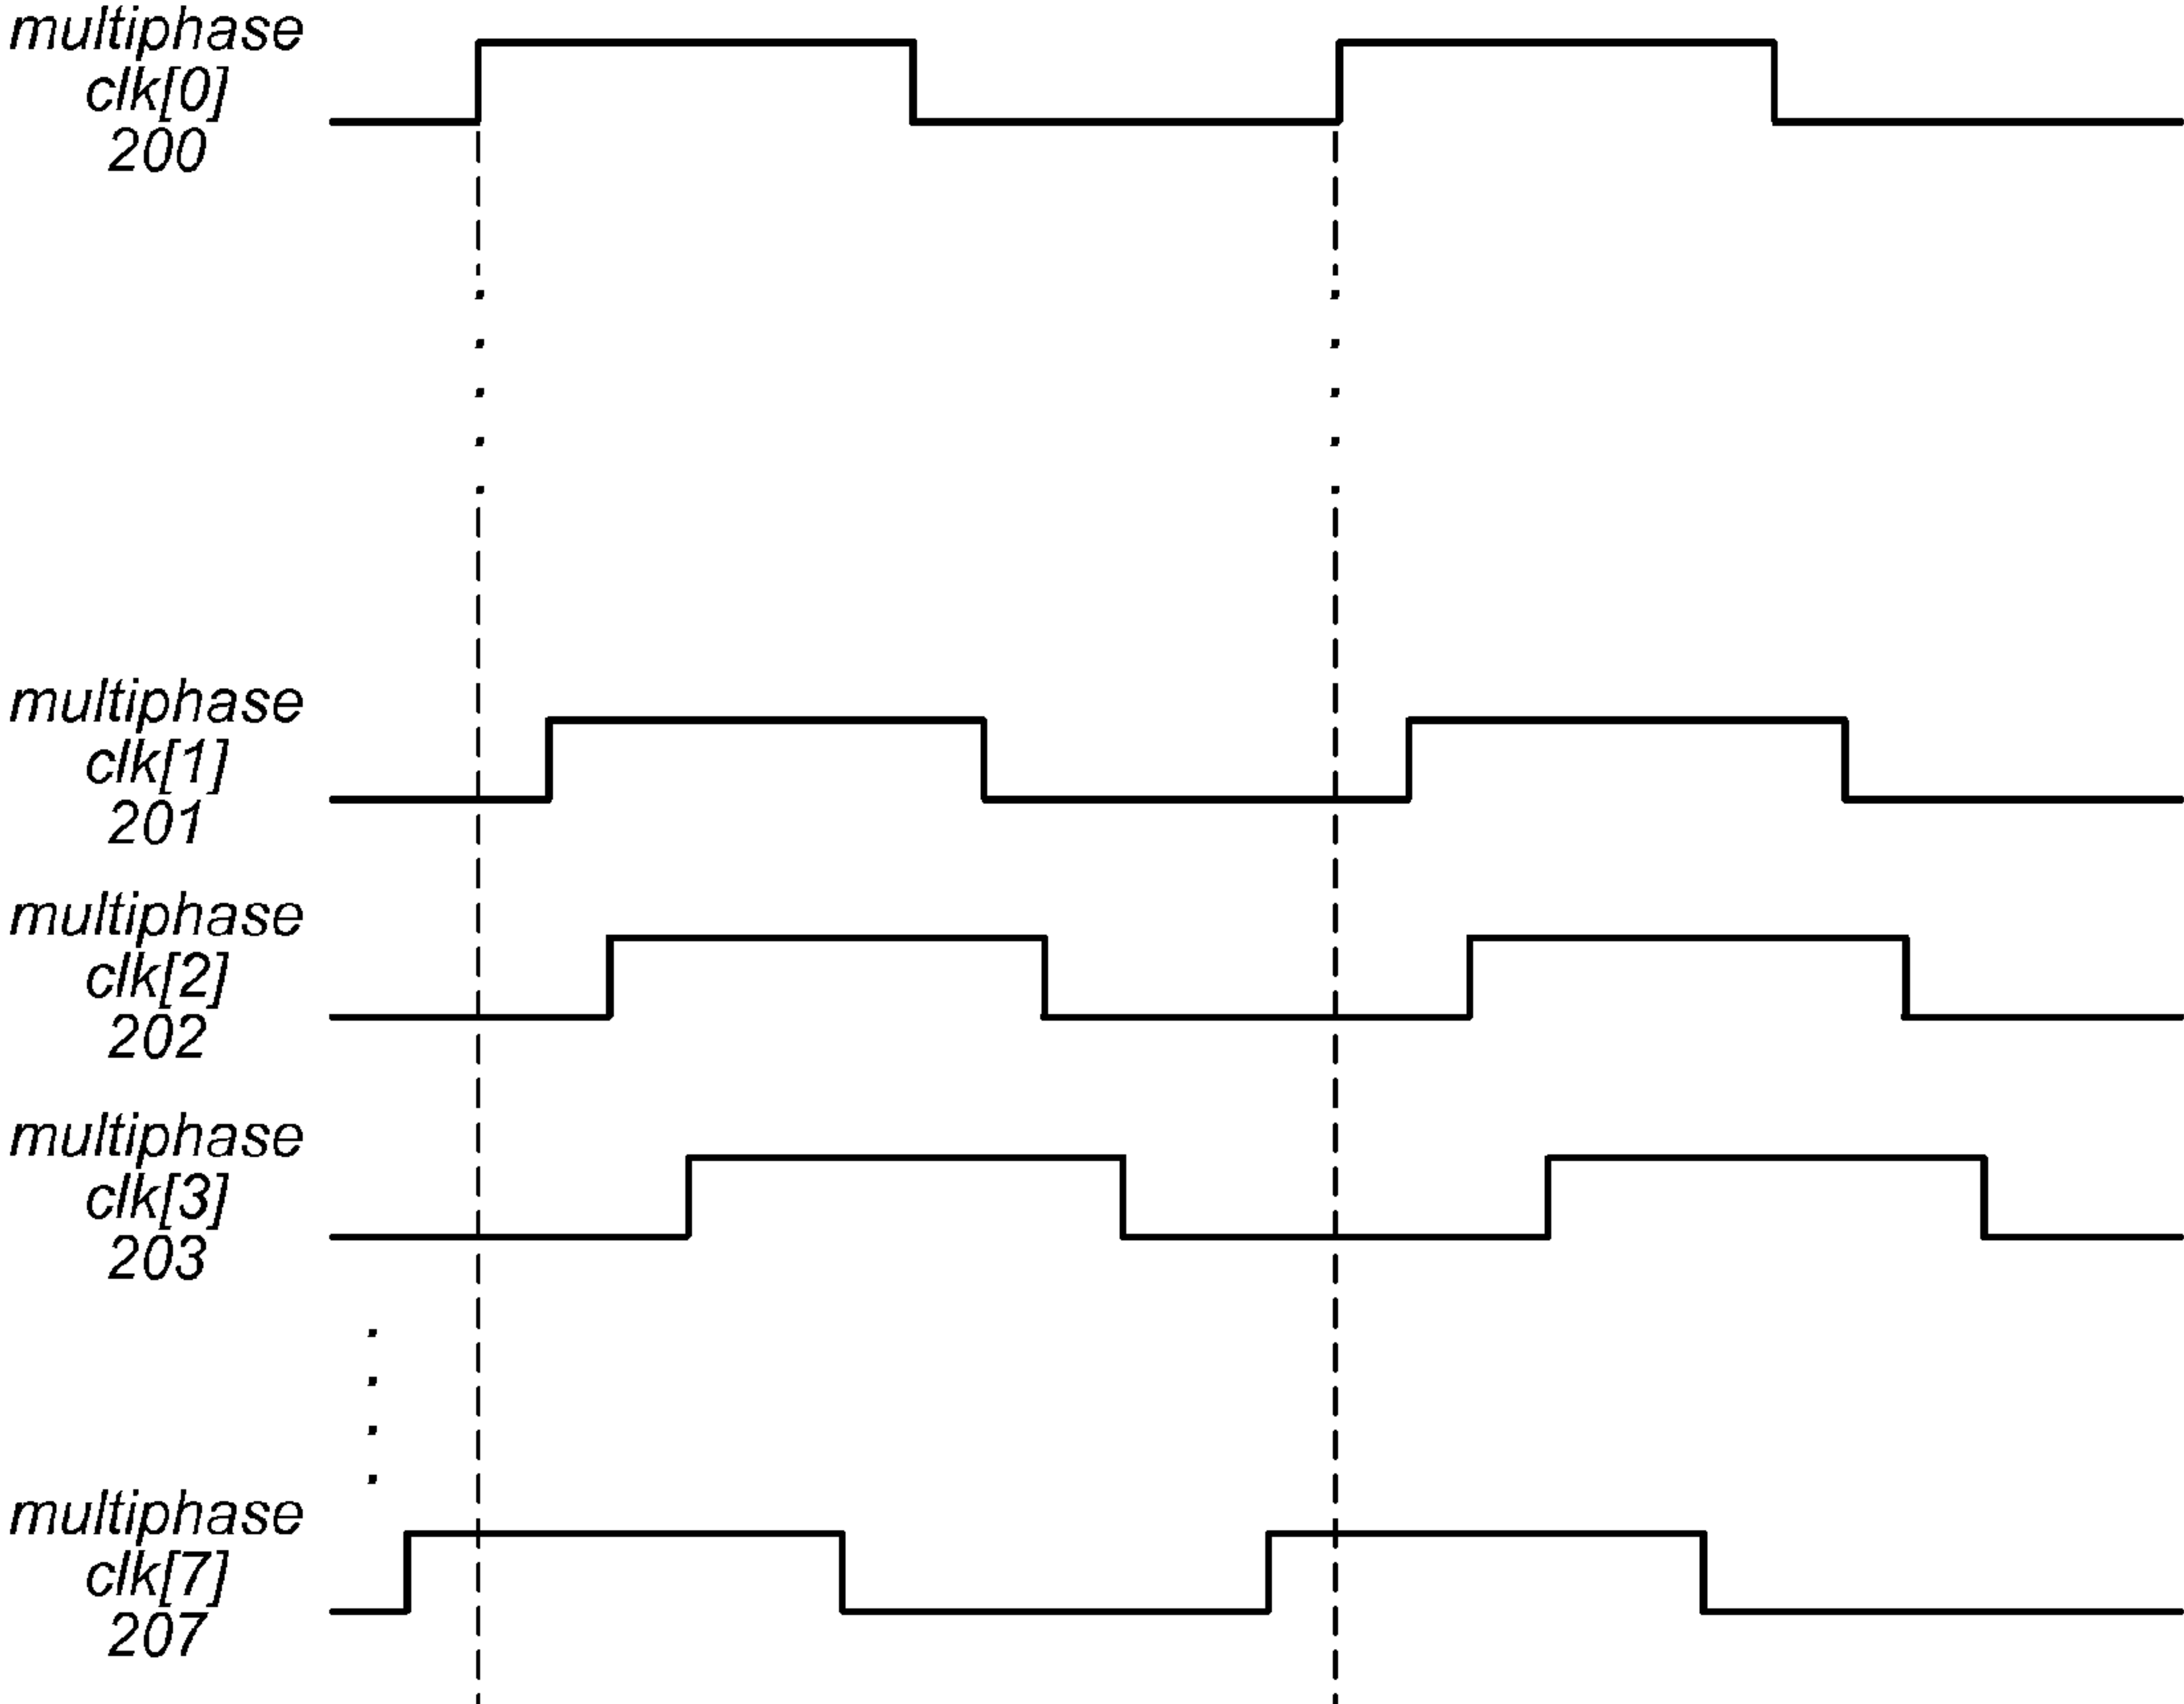 multiphase
clk[0]
200
multiphase
clk[1]
201
multiphase
clk[2]
202
multiphase
clk[3]
203
multiphase
clk[7]
207